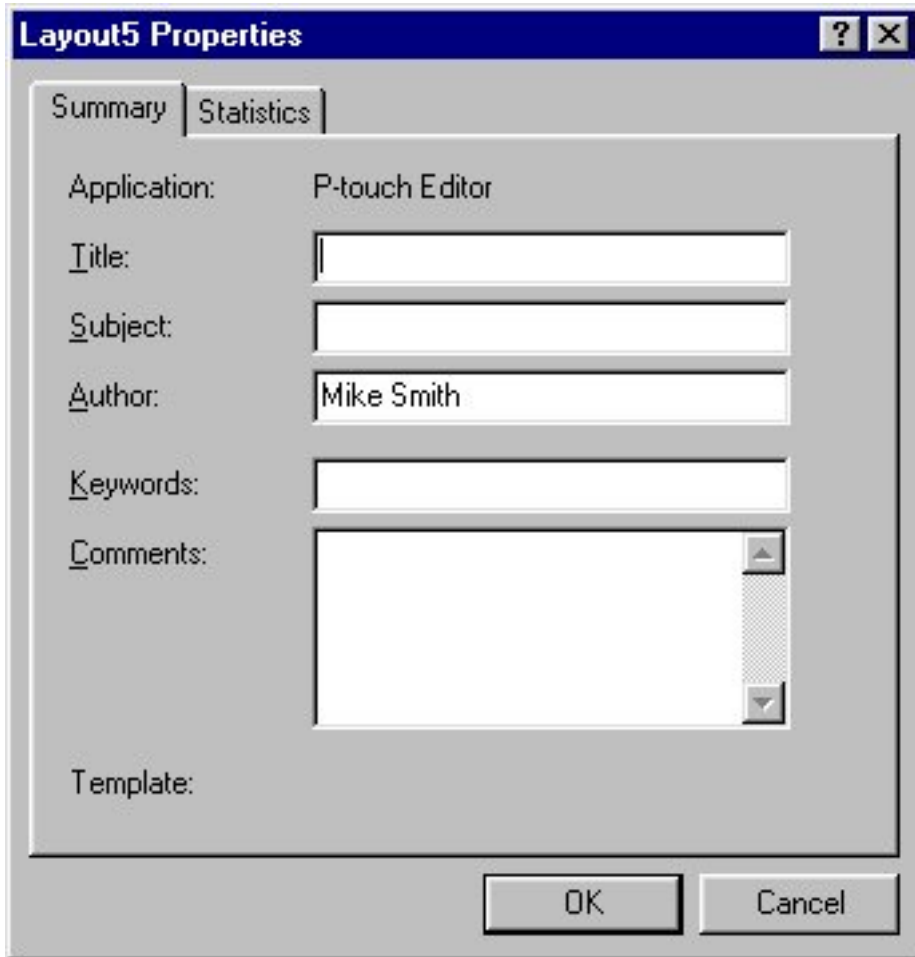 Layout5 Properties
Summary Statistics
Application: P-touch Editor
Title:
Subject:
Author: Mike Smith
Keywords:
Comments:
Template:
OK Cancel